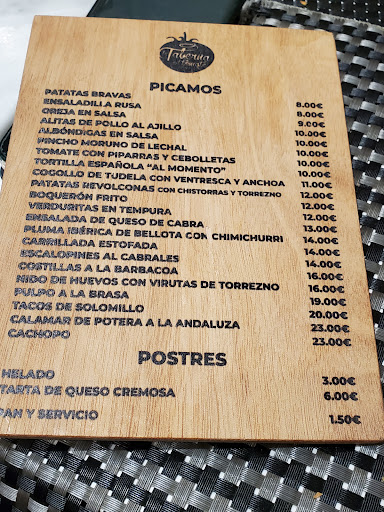 Taberna
PICAMOS
PATATAS BRAVAS 8.00€
ENSALADILLA RUSA 8.00€
OREJA EN SALSA 9.00€
ALITAS DE POLLO AL AJILLO 10.00€
ALBÓNDIGAS EN SALSA 10.00€
PINCHO MORUNO DE LECHAL 10.00€
TOMATE CON PIPARRAS Y CEBOLLETAS 10.00€
TORTILLA ESPAÑOLA "AL MOMENTO" 10.00€
COGOLLO DE TUDELA CON VENTRESCA Y ANCHOA 11.00€
PATATAS REVOLCONAS CON CHISTORRAS Y TORREZNO 12.00€
BOQUERÓN FRITO 12.00€
VERDURITAS EN TEMPURA 12.00€
ENSALADA DE QUESO DE CABRA 13.00€
PLUMA IBÉRICA DE BELLOTA CON CHIMICHURRI 14.00€
CARRILLADA ESTOFADA 14.00€
ESCALOPINES AL CABRALES 14.00€
COSTILLAS A LA BARBACOA 16.00€
NIDO DE HUEVOS CON VIRUTAS DE TORREZNO 16.00€
PULPO A LA BRASA 19.00€
TACOS DE SOLOMILLO 20.00€
CALAMAR DE POTERA A LA ANDALUZA 23.00€
CACHOPO 23.00€
POSTRES
HELADO 3.00€
TARTA DE QUESO CREMOSA 6.00€
PAN Y SERVICIO 1.50€